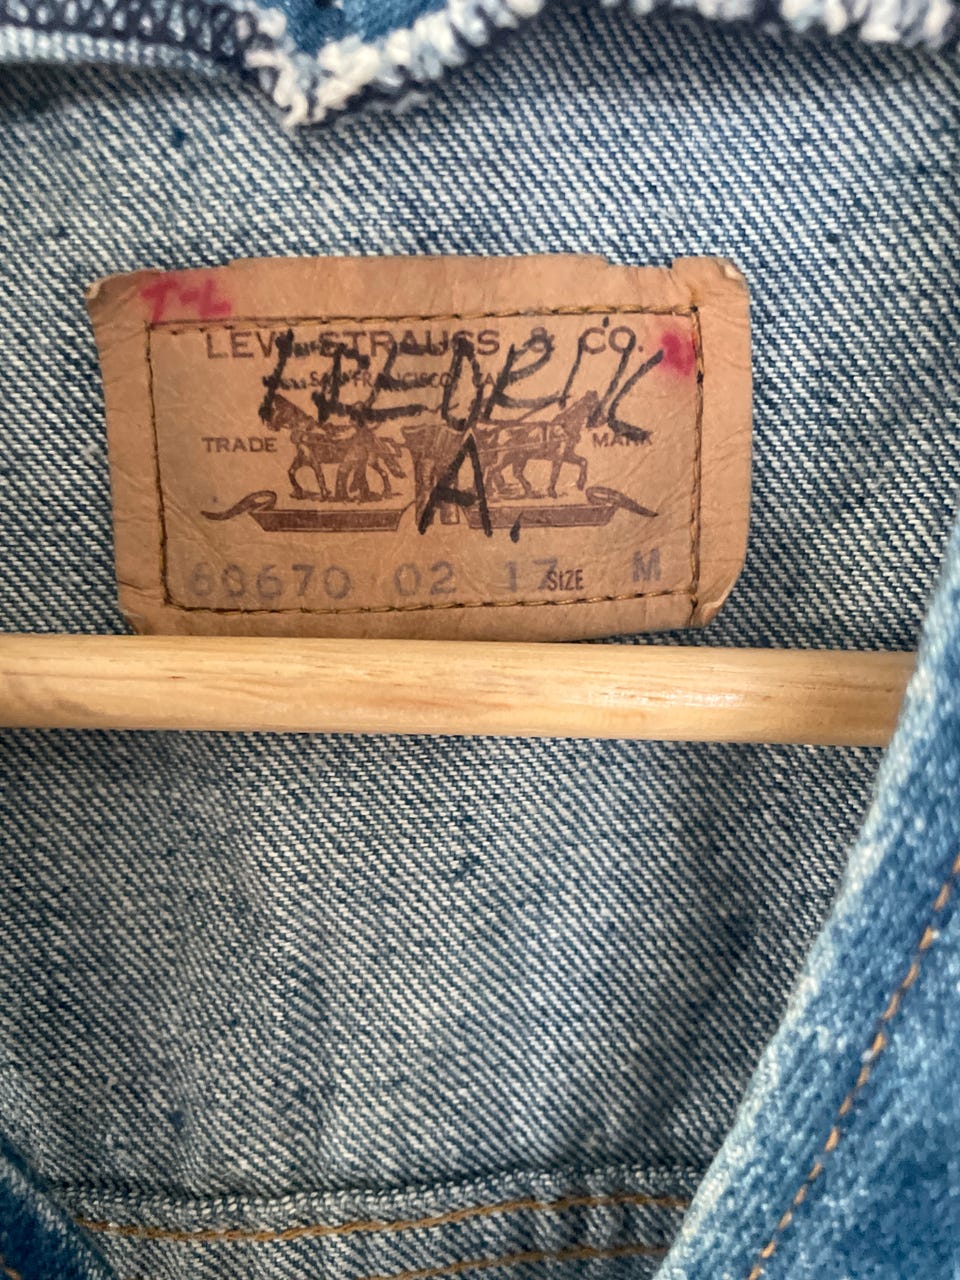 T-L
LEVI STRAUSS & CO.
SAN FRANCISCO CAL
FREDRIK
TRADE MARK
A.
60670 02 17 SIZE M